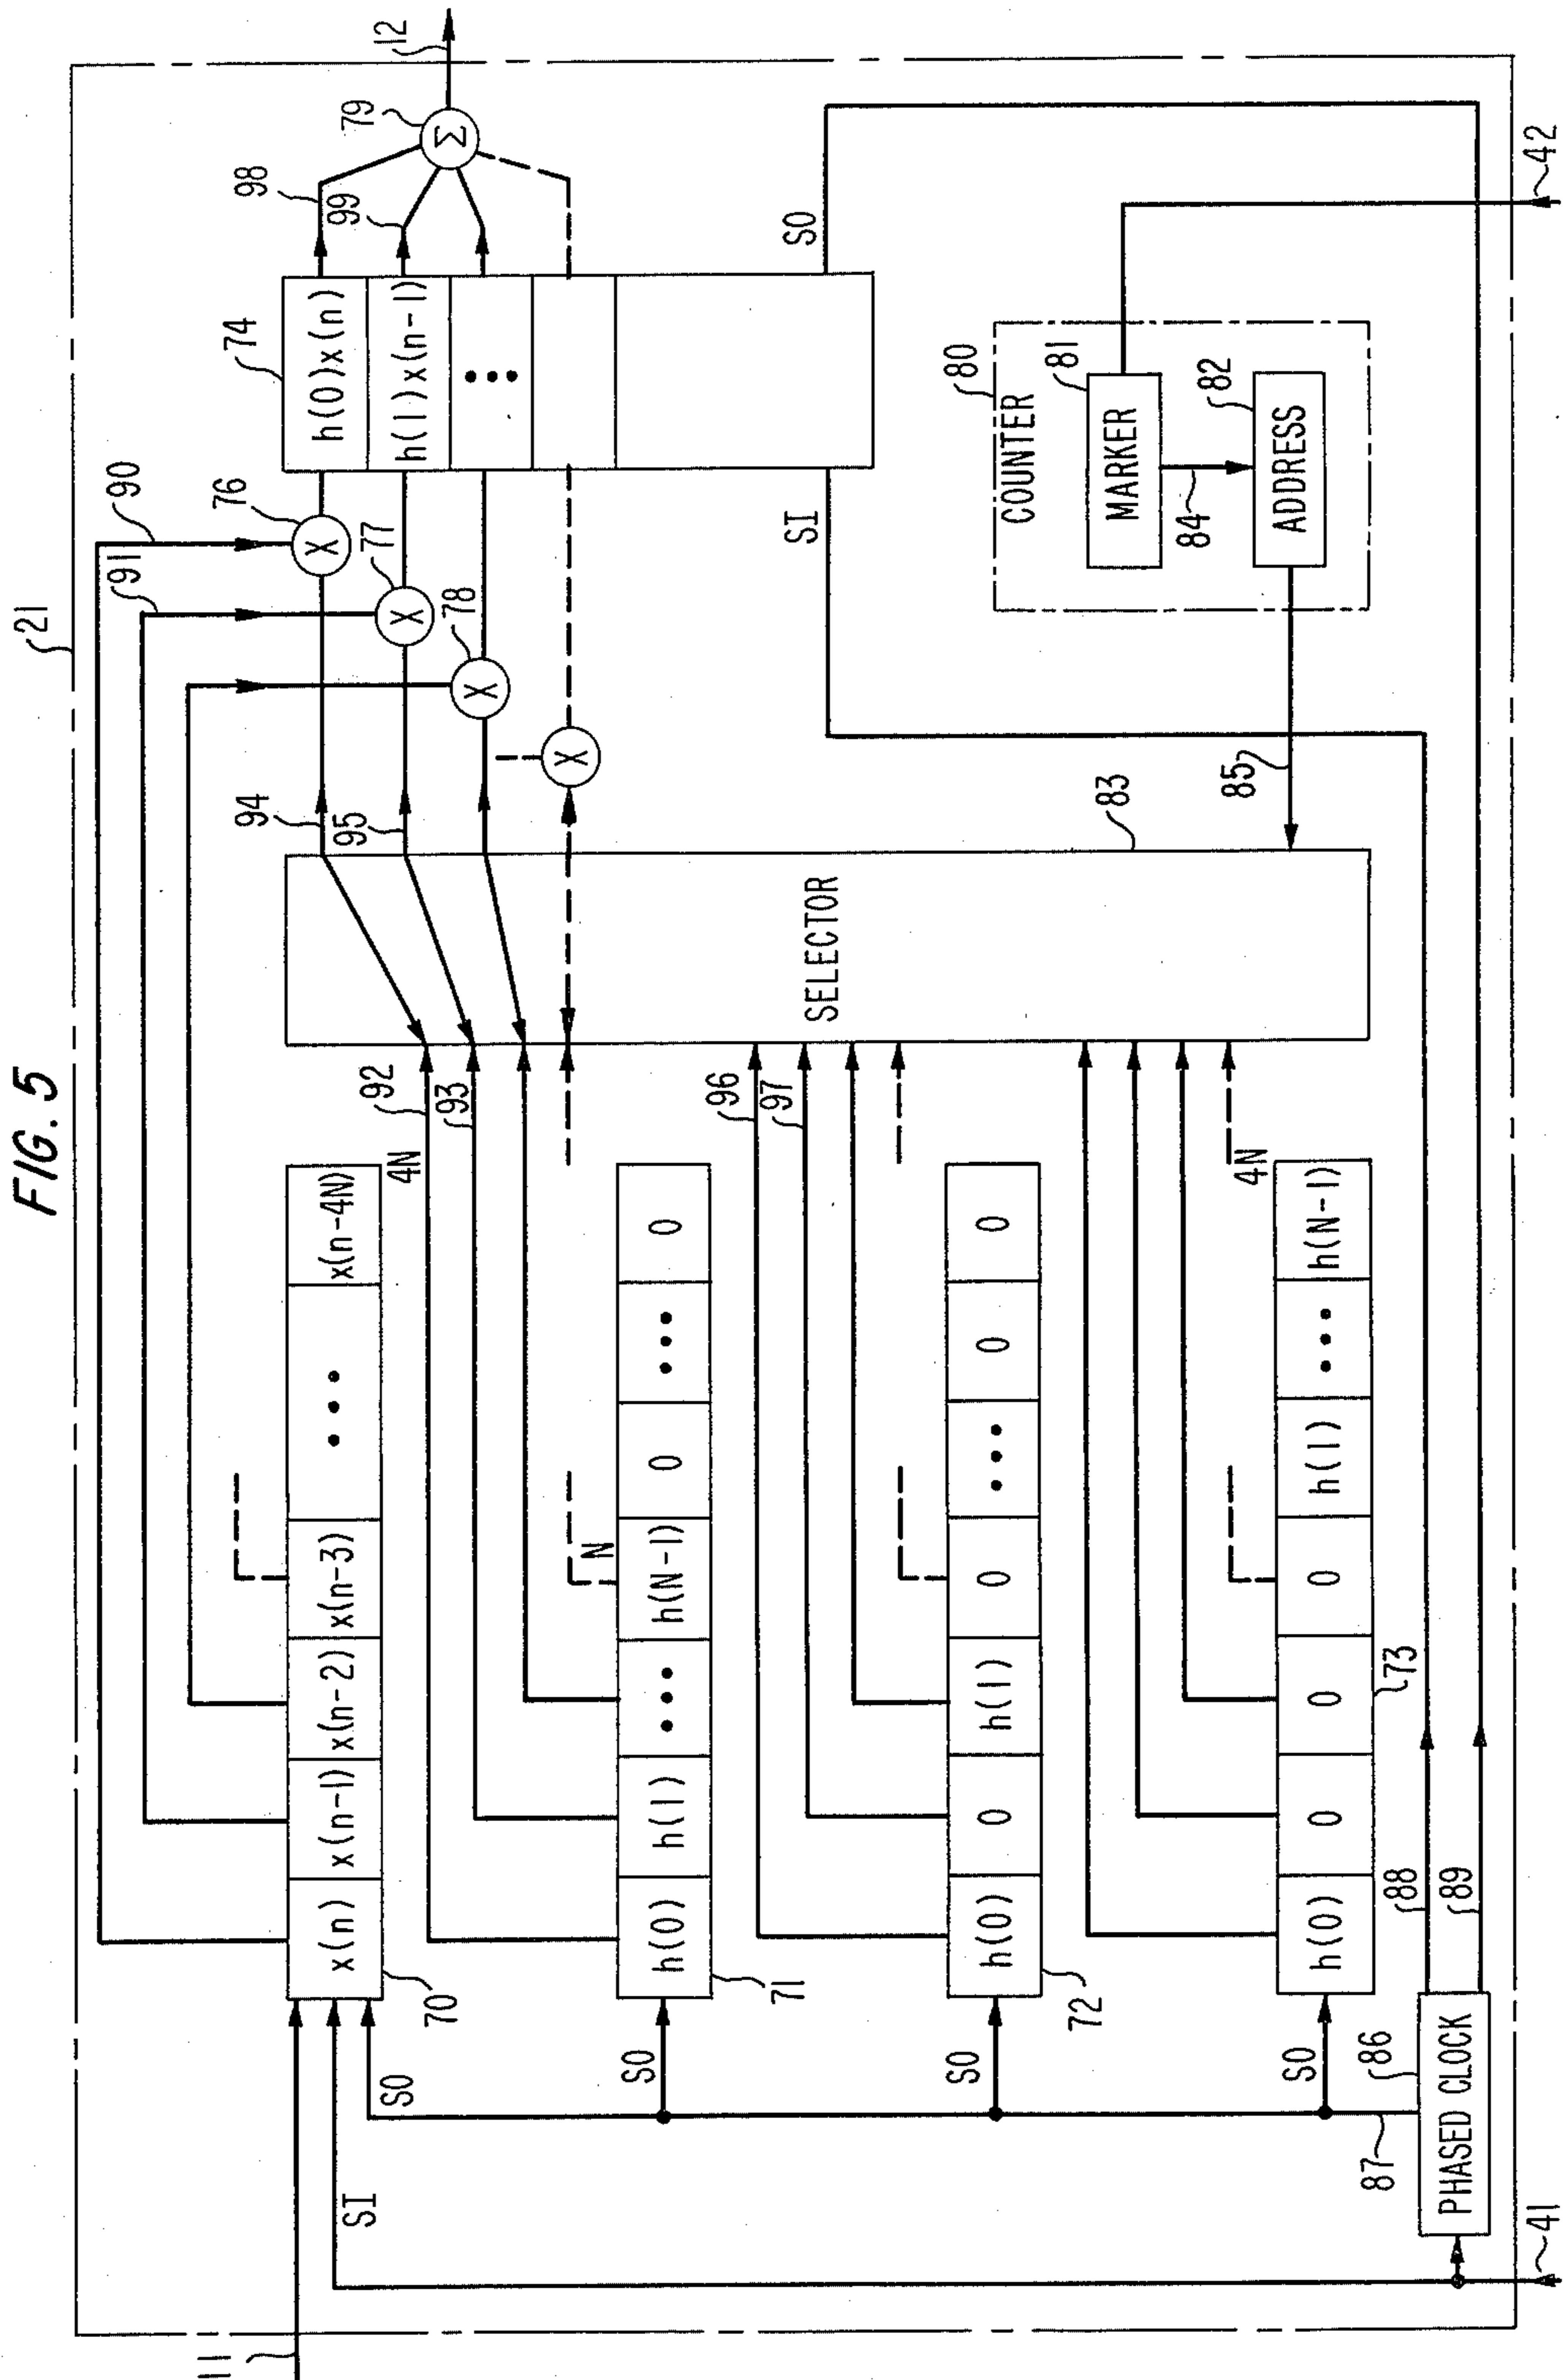 FIG. 5
21
11
12
41
42
SI
SO
SO
SO
SO
x(n)
x(n-1)
x(n-2)
x(n-3)
•••
x(n-4N)
70
4N
h(0)
h(1)
•••
h(N-1)
0
•••
0
71
N
h(0)
0
h(1)
0
•••
0
0
72
h(0)
0
0
0
h(1)
•••
h(N-1)
73
4N
90
91
92
93
94
95
96
97
SELECTOR
83
X
76
X
77
X
78
X
h(0)x(n)
h(1)x(n-1)
•••
74
98
99
Σ
79
SI
SO
COUNTER
80
MARKER
81
84
ADDRESS
82
85
PHASED CLOCK
86
87
88
89